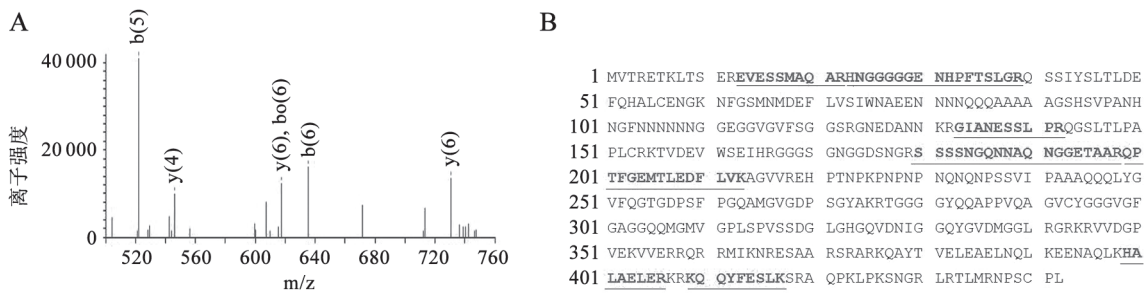 A
B
b(5)
y(4)
y(6), bo(6)
b(6)
y(6)
离子强度
40 000
20 000
0
520 560 600 640 680 720 760
m/z
1 MVTRETKLTS EREVESSMAQ ARHNGGGGGE NHPFTSLGRQ SSIYSLTLDE
51 FQHALCENGK NFGSMNMDEF LVSIWNAEEN NNNQQQAAAA AGSHSVPANH
101 NGFNNNNNNG GEGGVGVFSG GSRGNEDANN KRGIANESSL PRQGSLTLPA
151 PLCRKTVDEV WSEIHRGGGS GNGGDSNGRS SSSNGQNNAQ NGGETAARQP
201 TFGEMTLEDF LVKAGVVREH PTNPKPNPNP NQNQNPSSVI PAAAQQQLYG
251 VFQGTGDPSF PGQAMGVGDP SGYAKRTGGG GYQQAPPVQA GVCYGGGVGF
301 GAGGQQMGMV GPLSPVSSDG LGHGQVDNIG GQYGVDMGGL RGRKRVVDGP
351 VEKVVERRQR RMIKNRESAA RSRARKQAYT VELEAELNQL KEENAQLKHA
401 LAELERKRKQ QYFESLKSRA QPKLPKSNGR LRTLMRNPSC PL